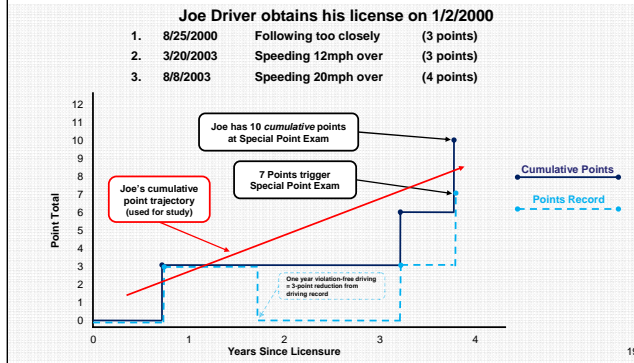 Joe Driver obtains his license on 1/2/2000
1. 8/25/2000 Following too closely (3 points)
2. 3/20/2003 Speeding 12mph over (3 points)
3. 8/8/2003 Speeding 20mph over (4 points)
12
11
10
9
8
7
6
5
4
3
2
1
0
Point Total
Joe has 10 cumulative points
at Special Point Exam
7 Points trigger
Special Point Exam
Joe's cumulative
point trajectory
(used for study)
Cumulative Points
Points Record
One year violation-free driving
= 3-point reduction from
driving record
0 1 2 3 4
Years Since Licensure
19